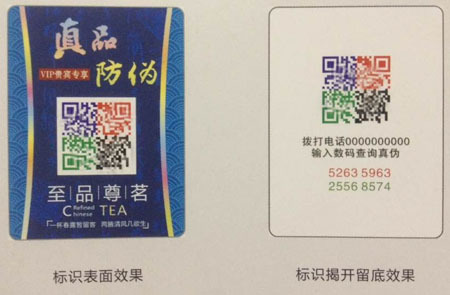 真品
防伪
VIP贵宾专享
至品尊茗
Refined
Chinese
TEA
一杯春露暂留客 两腋清风几欲仙
标识表面效果
拨打电话0000000000
输入数码查询真伪
5263 5963
2556 8574
标识揭开留底效果